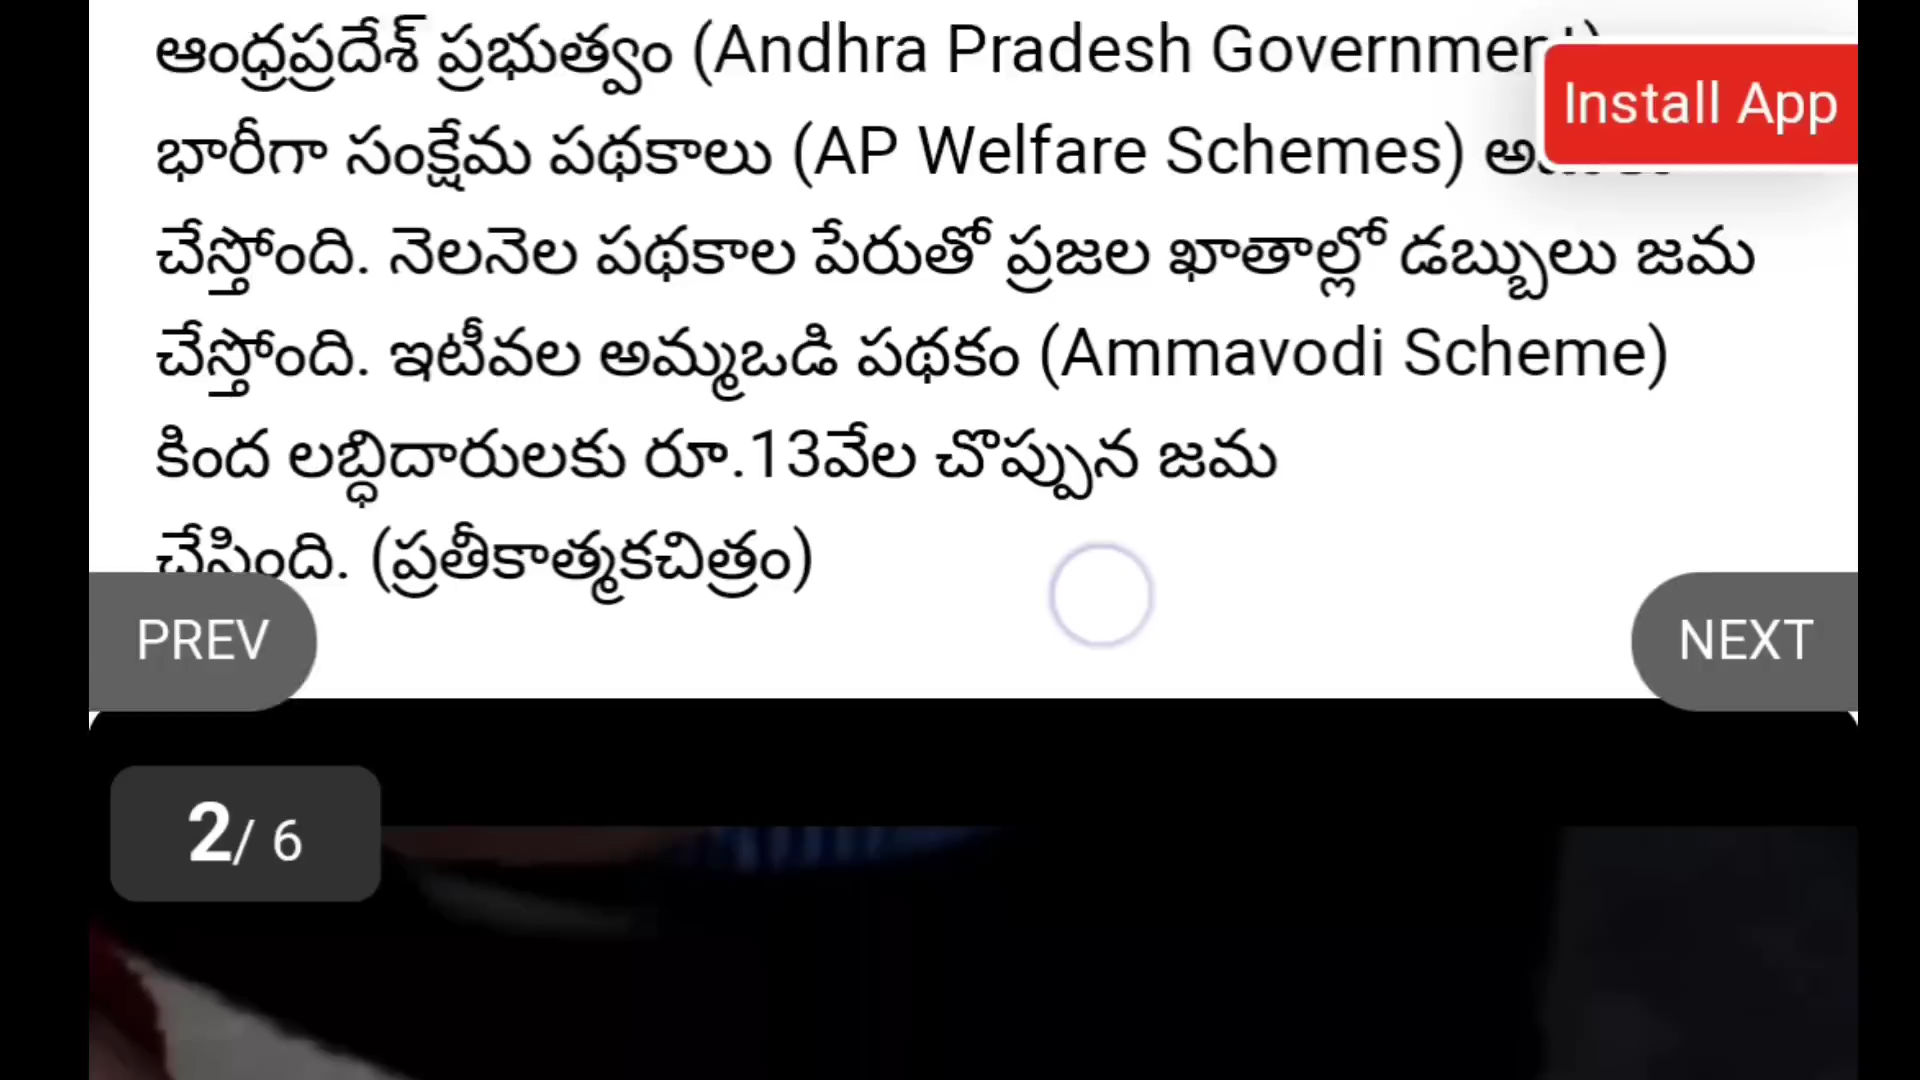 ఆంధ్రప్రదేశ్ ప్రభుత్వం (Andhra Pradesh
Install App
భారీగా సంక్షేమ పథకాలు (AP Welfare Schemes)
చేస్తోంది. నెలనెల పథకాల పేరుతో ప్రజల ఖాతాల్లో డబ్బులు జమ
చేస్తోంది. ఇటీవల అమ్మఒడి పథకం (Ammavodi Scheme)
కింద లబ్ధిదారులకు రూ.13వేల చొప్పున జమ
చేసింది. (ప్రతీకాత్మకచిత్రం)
PREV
NEXT
2/ 6